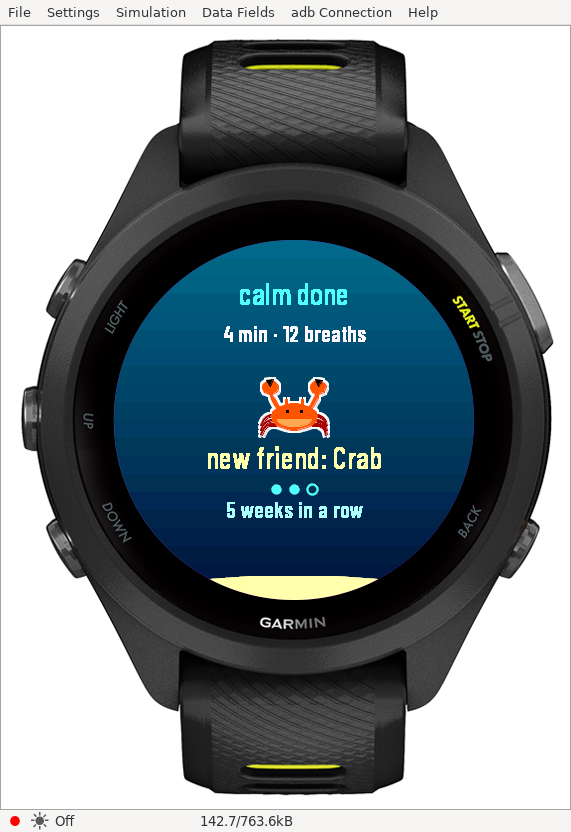 File Settings Simulation Data Fields adb Connection Help
LIGHT
START STOP
UP
DOWN
BACK
calm done
4 min · 12 breaths
new friend: Crab
5 weeks in a row
GARMIN
Off 142.7/763.6kB